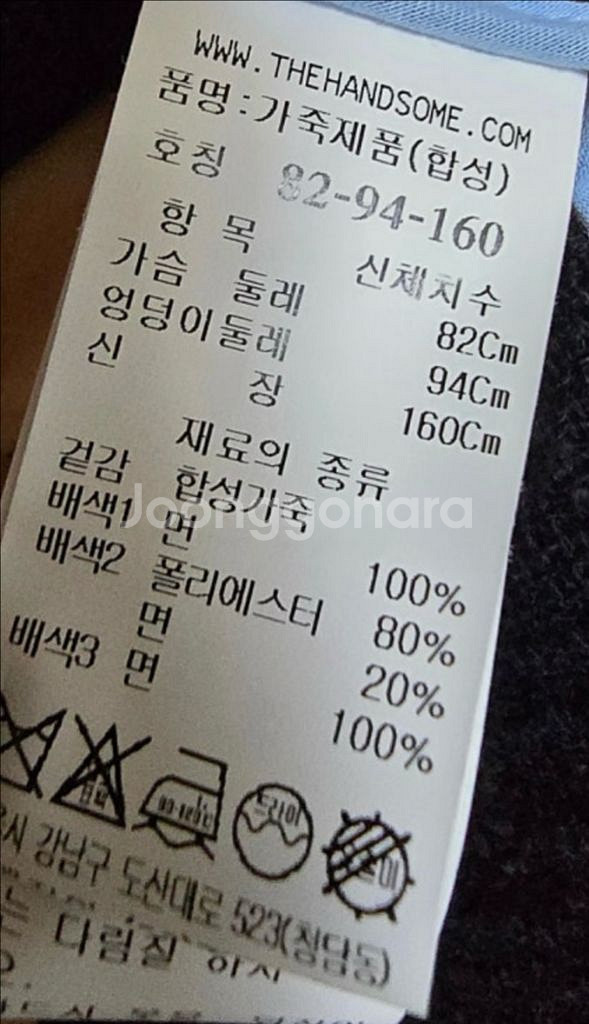 WWW.THEHANDSOME.COM
품명:가죽제품(합성)
호칭 82-94-160
항 목 신체치수
가슴 둘레 82Cm
엉덩이둘레 94Cm
신 장 160Cm
재료의 종류
겉감 합성가죽
배색1 면 100%
배색2 폴리에스터 80%
면 20%
배색3 면 100%
드라이
강남구 도산대로 523(청담동)
다림질 하시
Joonggonara